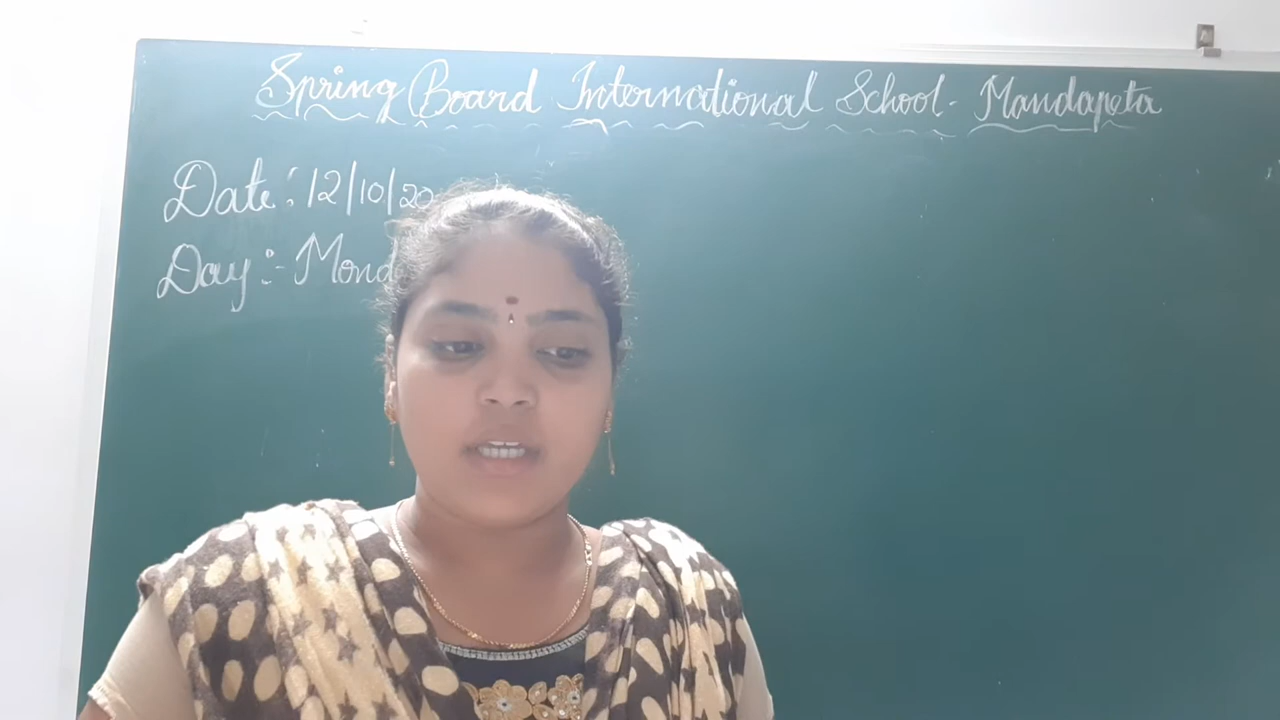 Spring Board International School - Mandapeta
Date : 12/10/20
Day :- Mond